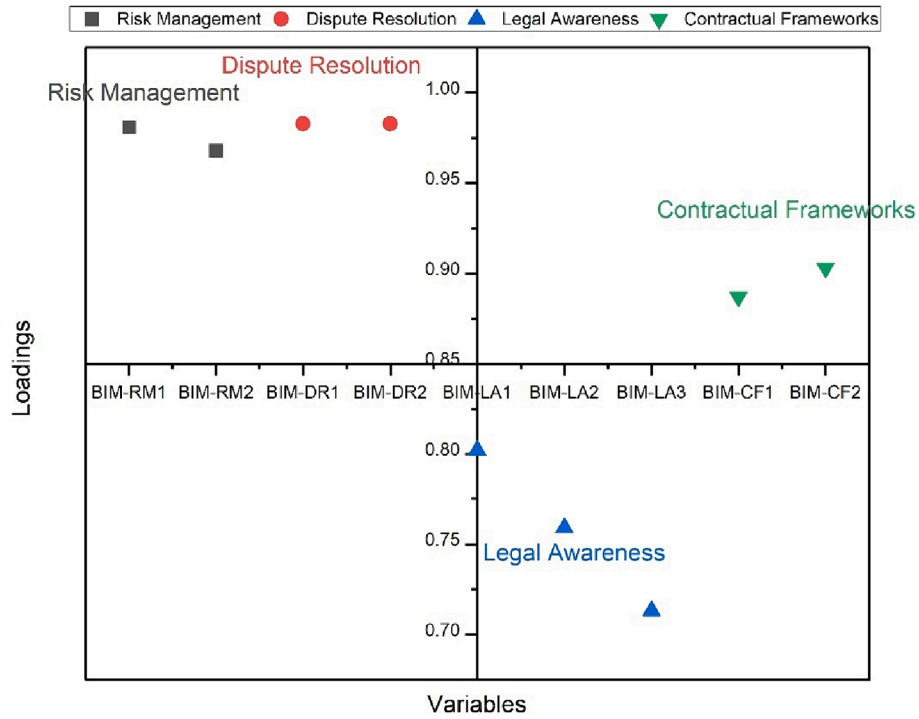 Risk Management Dispute Resolution Legal Awareness Contractual Frameworks
Dispute Resolution
Risk Management
1.00
0.95
Contractual Frameworks
0.90
0.85
Loadings
BIM-RM1 BIM-RM2 BIM-DR1 BIM-DR2 BIM-LA1 BIM-LA2 BIM-LA3 BIM-CF1 BIM-CF2
0.80
0.75
Legal Awareness
0.70
Variables